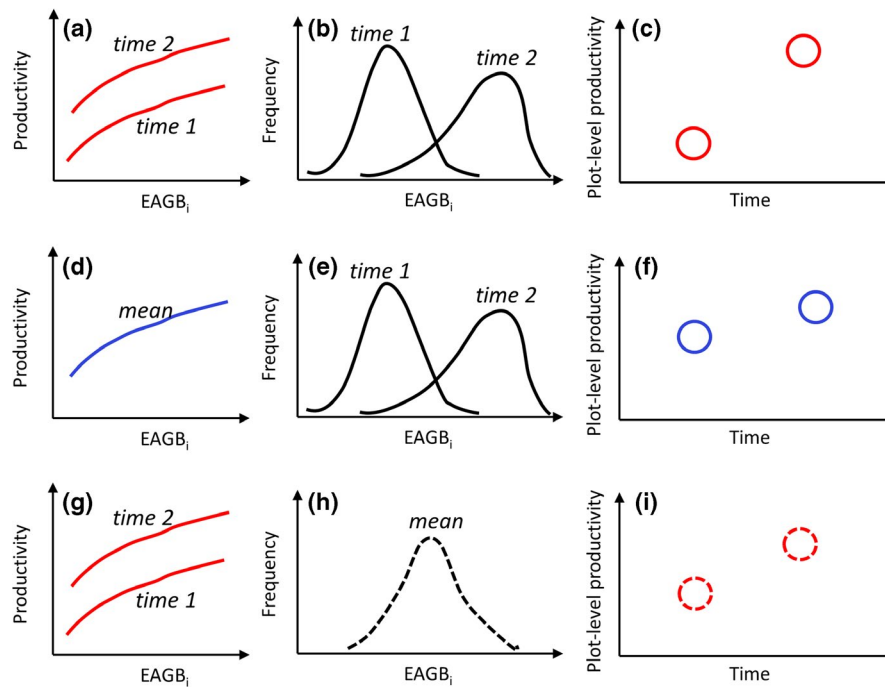 (a)
time 2
time 1
Productivity
EAGBi
(b)
time 1
time 2
Frequency
EAGBi
(c)
Plot-level productivity
Time
(d)
mean
Productivity
EAGBi
(e)
time 1
time 2
Frequency
EAGBi
(f)
Plot-level productivity
Time
(g)
time 2
time 1
Productivity
EAGBi
(h)
mean
Frequency
EAGBi
(i)
Plot-level productivity
Time